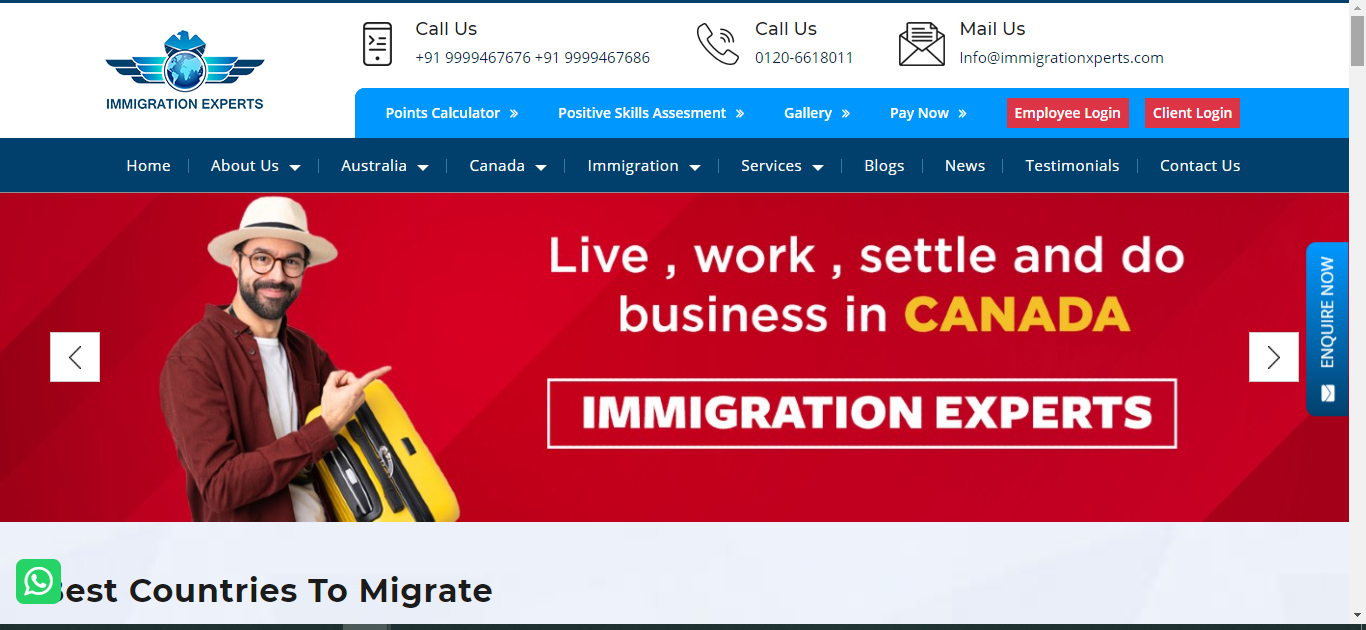 IMMIGRATION EXPERTS
Call Us
+91 9999467676 +91 9999467686
Call Us
0120-6618011
Mail Us
Info@immigrationxperts.com
Points Calculator »
Positive Skills Assesment »
Gallery »
Pay Now »
Employee Login
Client Login
Home
About Us
Australia
Canada
Immigration
Services
Blogs
News
Testimonials
Contact Us
Live , work , settle and do
business in CANADA
IMMIGRATION EXPERTS
ENQUIRE NOW
Best Countries To Migrate